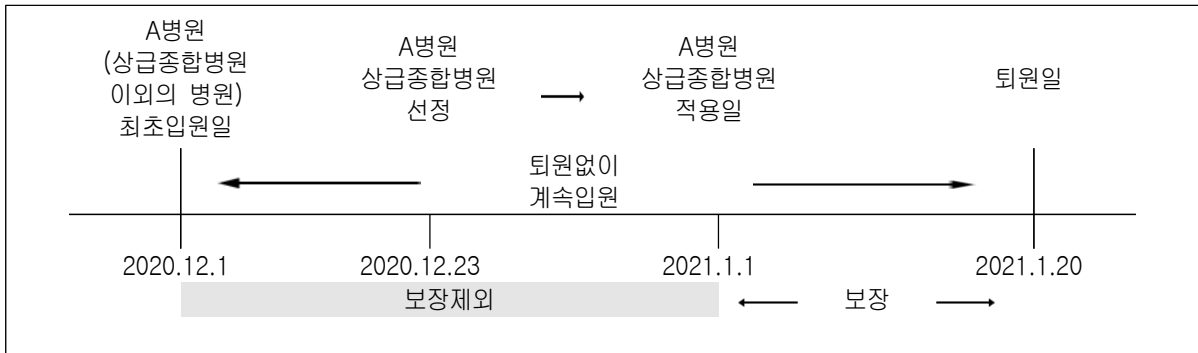 A병원
(상급종합병원
이외의 병원)
최초입원일
A병원
상급종합병원
선정
A병원
상급종합병원
적용일
퇴원일
퇴원없이
계속입원
2020.12.1
2020.12.23
2021.1.1
2021.1.20
보장제외
보장